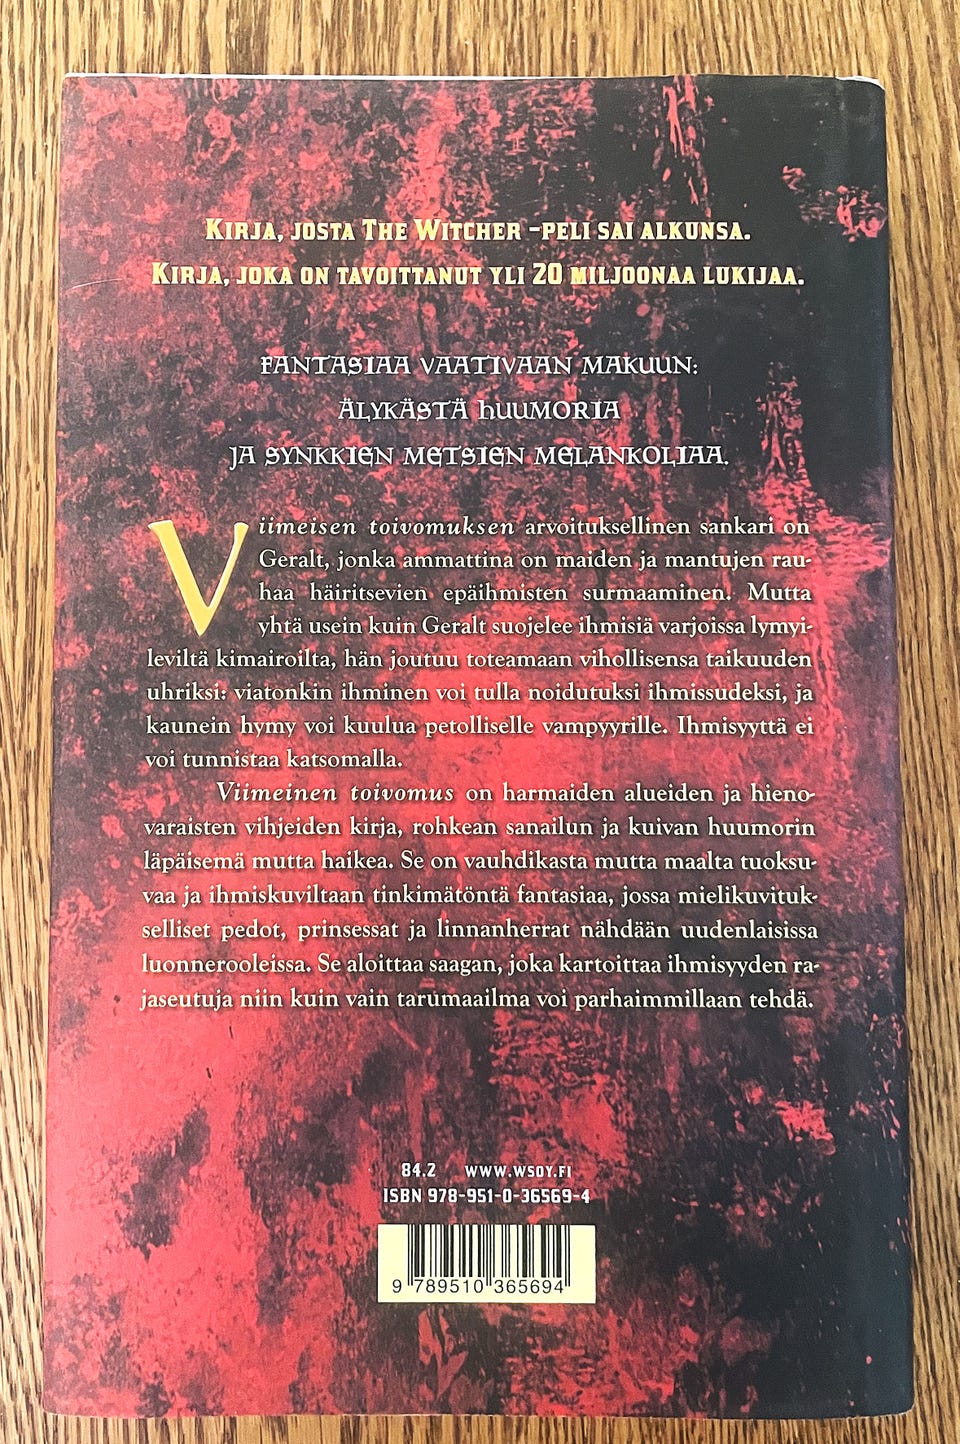 Kirja, josta The Witcher -peli sai alkunsa.
Kirja, joka on tavoittanut yli 20 miljoonaa lukijaa.
Fantasiaa vaativaan makuun:
älykästä huumoria
ja synkkien metsien melankoliaa.
Viimeisen toivomuksen arvoituksellinen sankari on
Geralt, jonka ammattina on maiden ja mantujen rau-
haa häiritsevien epäihmisten surmaaminen. Mutta
yhtä usein kuin Geralt suojelee ihmisiä varjoissa lymyi-
leviltä kimairoilta, hän joutuu toteamaan vihollisensa taikuuden
uhriksi: viatonkin ihminen voi tulla noidutuksi ihmissudeksi, ja
kaunein hymy voi kuulua petolliselle vampyyrille. Ihmisyyttä ei
voi tunnistaa katsomalla.
Viimeinen toivomus on harmaiden alueiden ja hieno-
varaisten vihjeiden kirja, rohkean sanailun ja kuivan huumorin
läpäisemä mutta haikea. Se on vauhdikasta mutta maalta tuoksu-
vaa ja ihmiskuviltaan tinkimätöntä fantasiaa, jossa mielikuvituk-
selliset pedot, prinsessat ja linnanherrat nähdään uudenlaisissa
luonnerooleissa. Se aloittaa saagan, joka kartoittaa ihmisyyden ra-
jaseutuja niin kuin vain tarumaailma voi parhaimmillaan tehdä.
84.2 www.wsoy.fi
ISBN 978-951-0-36569-4
9 789510 365694